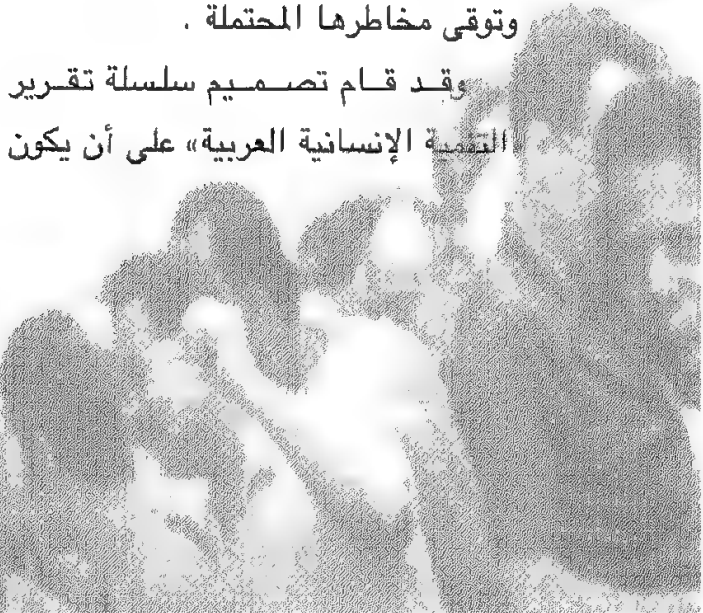 وتوقى مخاطرها المحتملة .
وقد قام تصميم سلسلة تقرير
التنمية الإنسانية العربية» على أن يكون